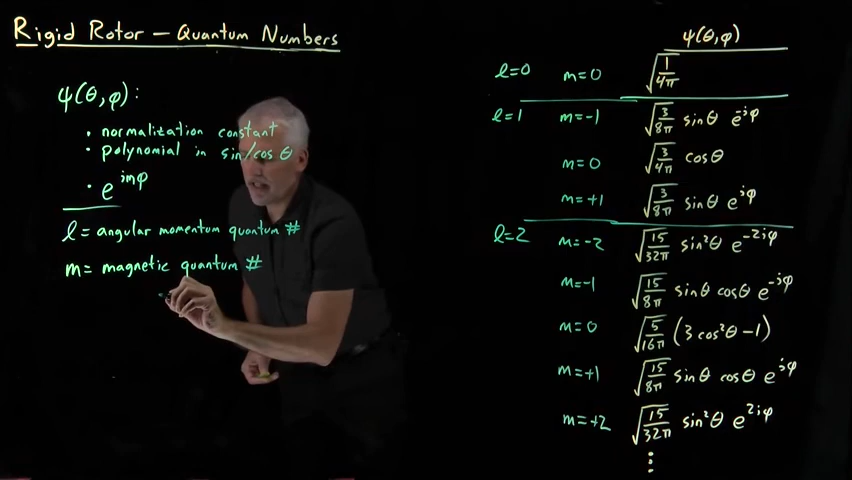 Rigid Rotor – Quantum Numbers
ψ(θ,φ):
• normalization constant
• polynomial in sin/cos θ
• e^{imφ}
l = angular momentum quantum #
m = magnetic quantum #
ψ(θ,φ)
l=0 m=0 √(1/4π)
l=1 m=-1 √(3/8π) sinθ e^{-iφ}
m=0 √(3/4π) cosθ
m=+1 √(3/8π) sinθ e^{iφ}
l=2 m=-2 √(15/32π) sin²θ e^{-2iφ}
m=-1 √(15/8π) sinθ cosθ e^{-iφ}
m=0 √(5/16π) (3cos²θ-1)
m=+1 √(15/8π) sinθ cosθ e^{iφ}
m=+2 √(15/32π) sin²θ e^{2iφ}
⋮